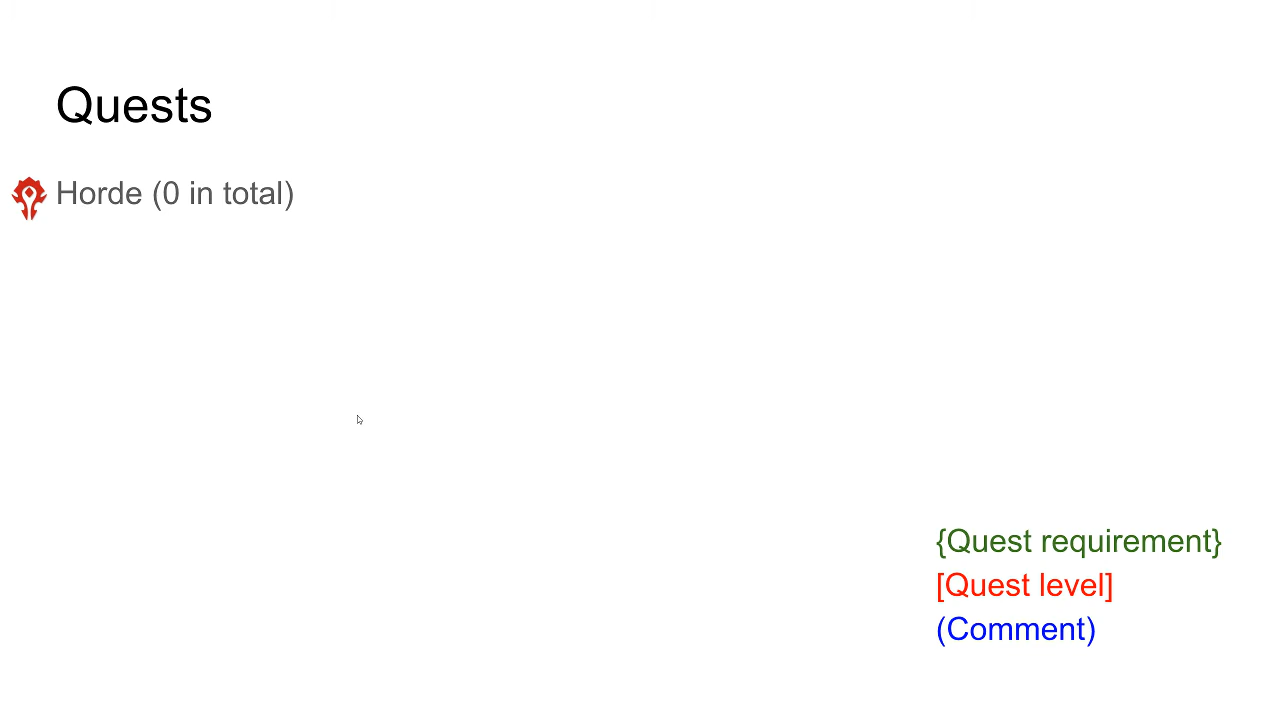 Quests
Horde (0 in total)
{Quest requirement}
[Quest level]
(Comment)